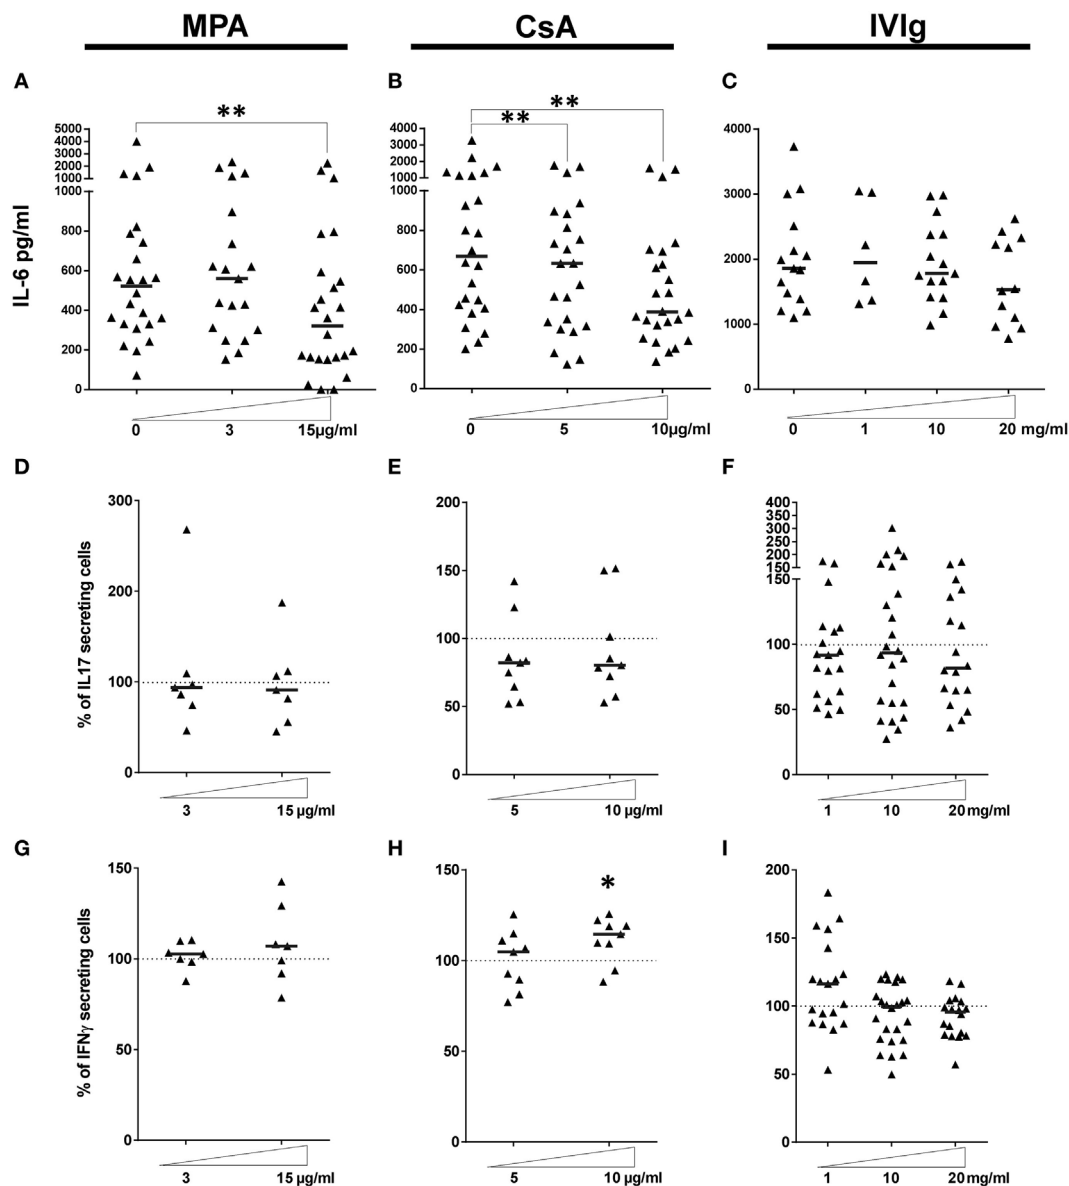 MPA CsA IVIg
A B C
** ** **
IL-6 pg/ml
5000 4000 3000 2000 1000 1000 800 600 400 200 0
4000 3000 2000 1000 1000 800 600 400 200 0
4000 3000 2000 1000 0
0 3 15µg/ml
0 5 10µg/ml
0 1 10 20 mg/ml
D E F
% of IL17 secreting cells
300 200 100 0
200 150 100 50 0
400 350 300 250 200 150 150 100 50 0
3 15 µg/ml
5 10 µg/ml
1 10 20 mg/ml
G H I
*
% of IFNγ secreting cells
150 100 50 0
150 100 50 0
200 150 100 50 0
3 15 µg/ml
5 10 µg/ml
1 10 20 mg/ml